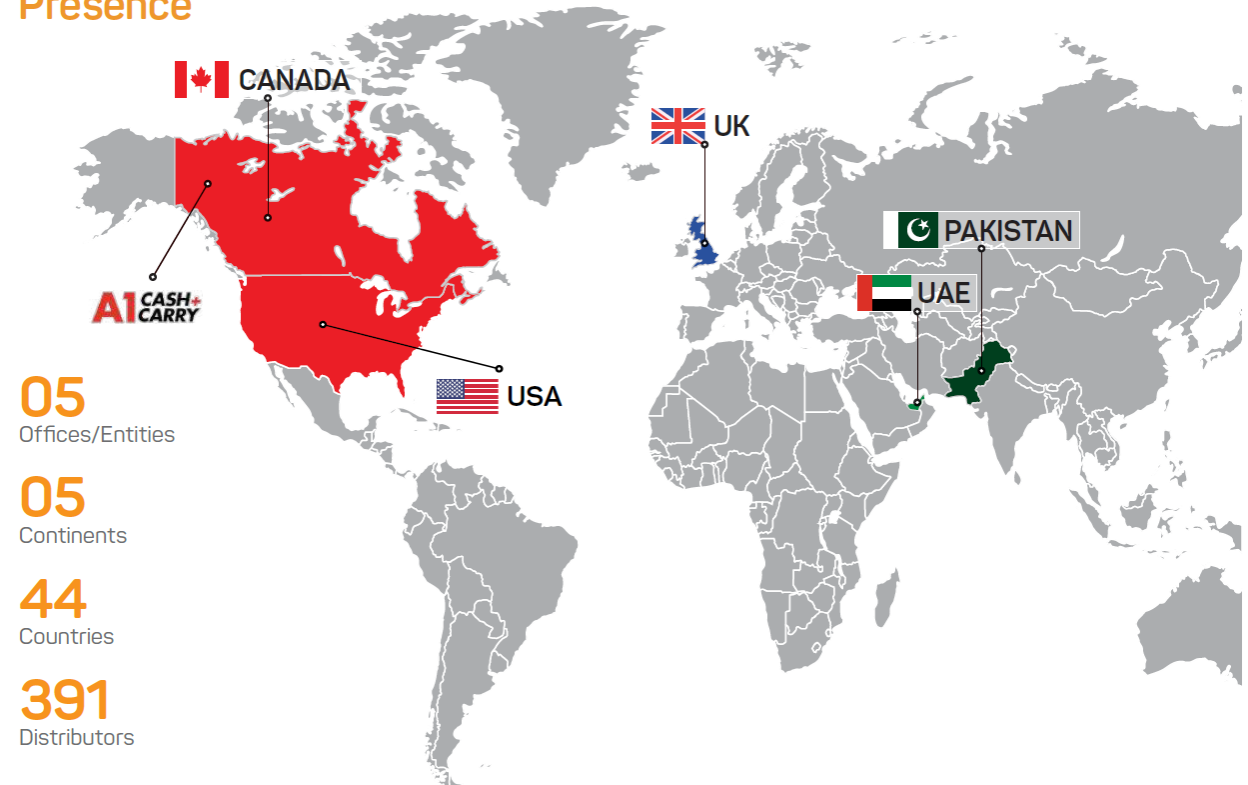 Presence
CANADA
UK
PAKISTAN
UAE
A1 CASH+
CARRY
USA
05
Offices/Entities
05
Continents
44
Countries
391
Distributors